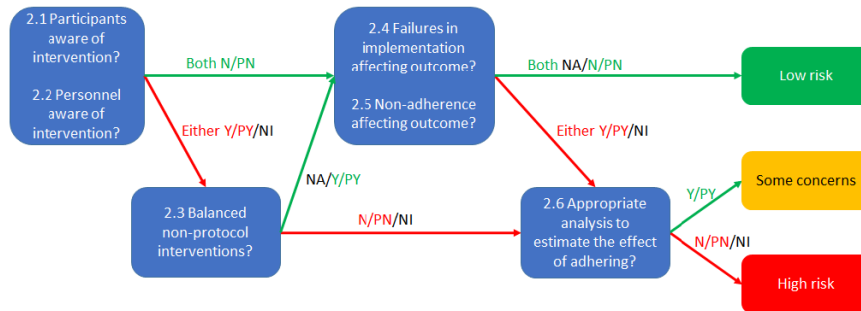 2.1 Participants
aware of
intervention?
2.2 Personnel
aware of
intervention?
Both N/PN
Either Y/PY/NI
2.3 Balanced
non-protocol
interventions?
NA/Y/PY
N/PN/NI
2.4 Failures in
implementation
affecting outcome?
2.5 Non-adherence
affecting outcome?
Both NA/N/PN
Either Y/PY/NI
2.6 Appropriate
analysis to
estimate the effect
of adhering?
Y/PY
N/PN/NI
Low risk
Some concerns
High risk